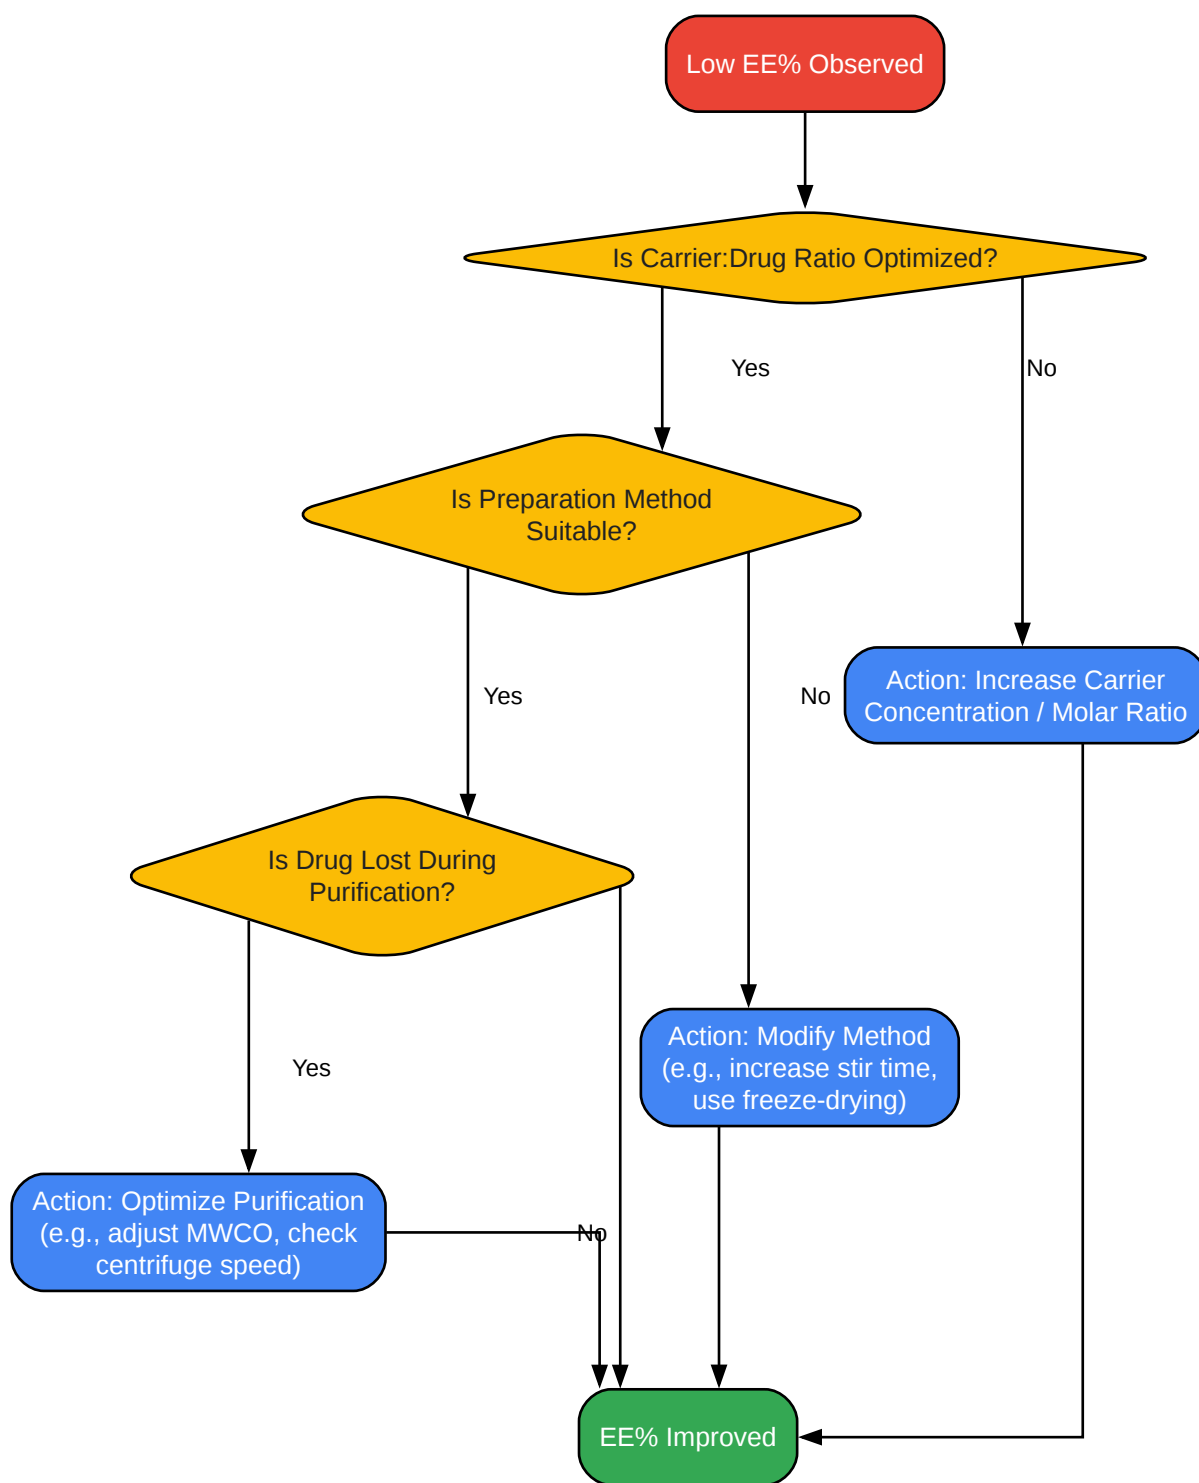 Low EE% Observed
Is Carrier:Drug Ratio Optimized?
Yes
No
Is Preparation Method
Suitable?
Action: Increase Carrier
Concentration / Molar Ratio
Yes
No
Is Drug Lost During
Purification?
Action: Modify Method
(e.g., increase stir time,
use freeze-drying)
Yes
Action: Optimize Purification
(e.g., adjust MWCO, check
centrifuge speed)
No
EE% Improved